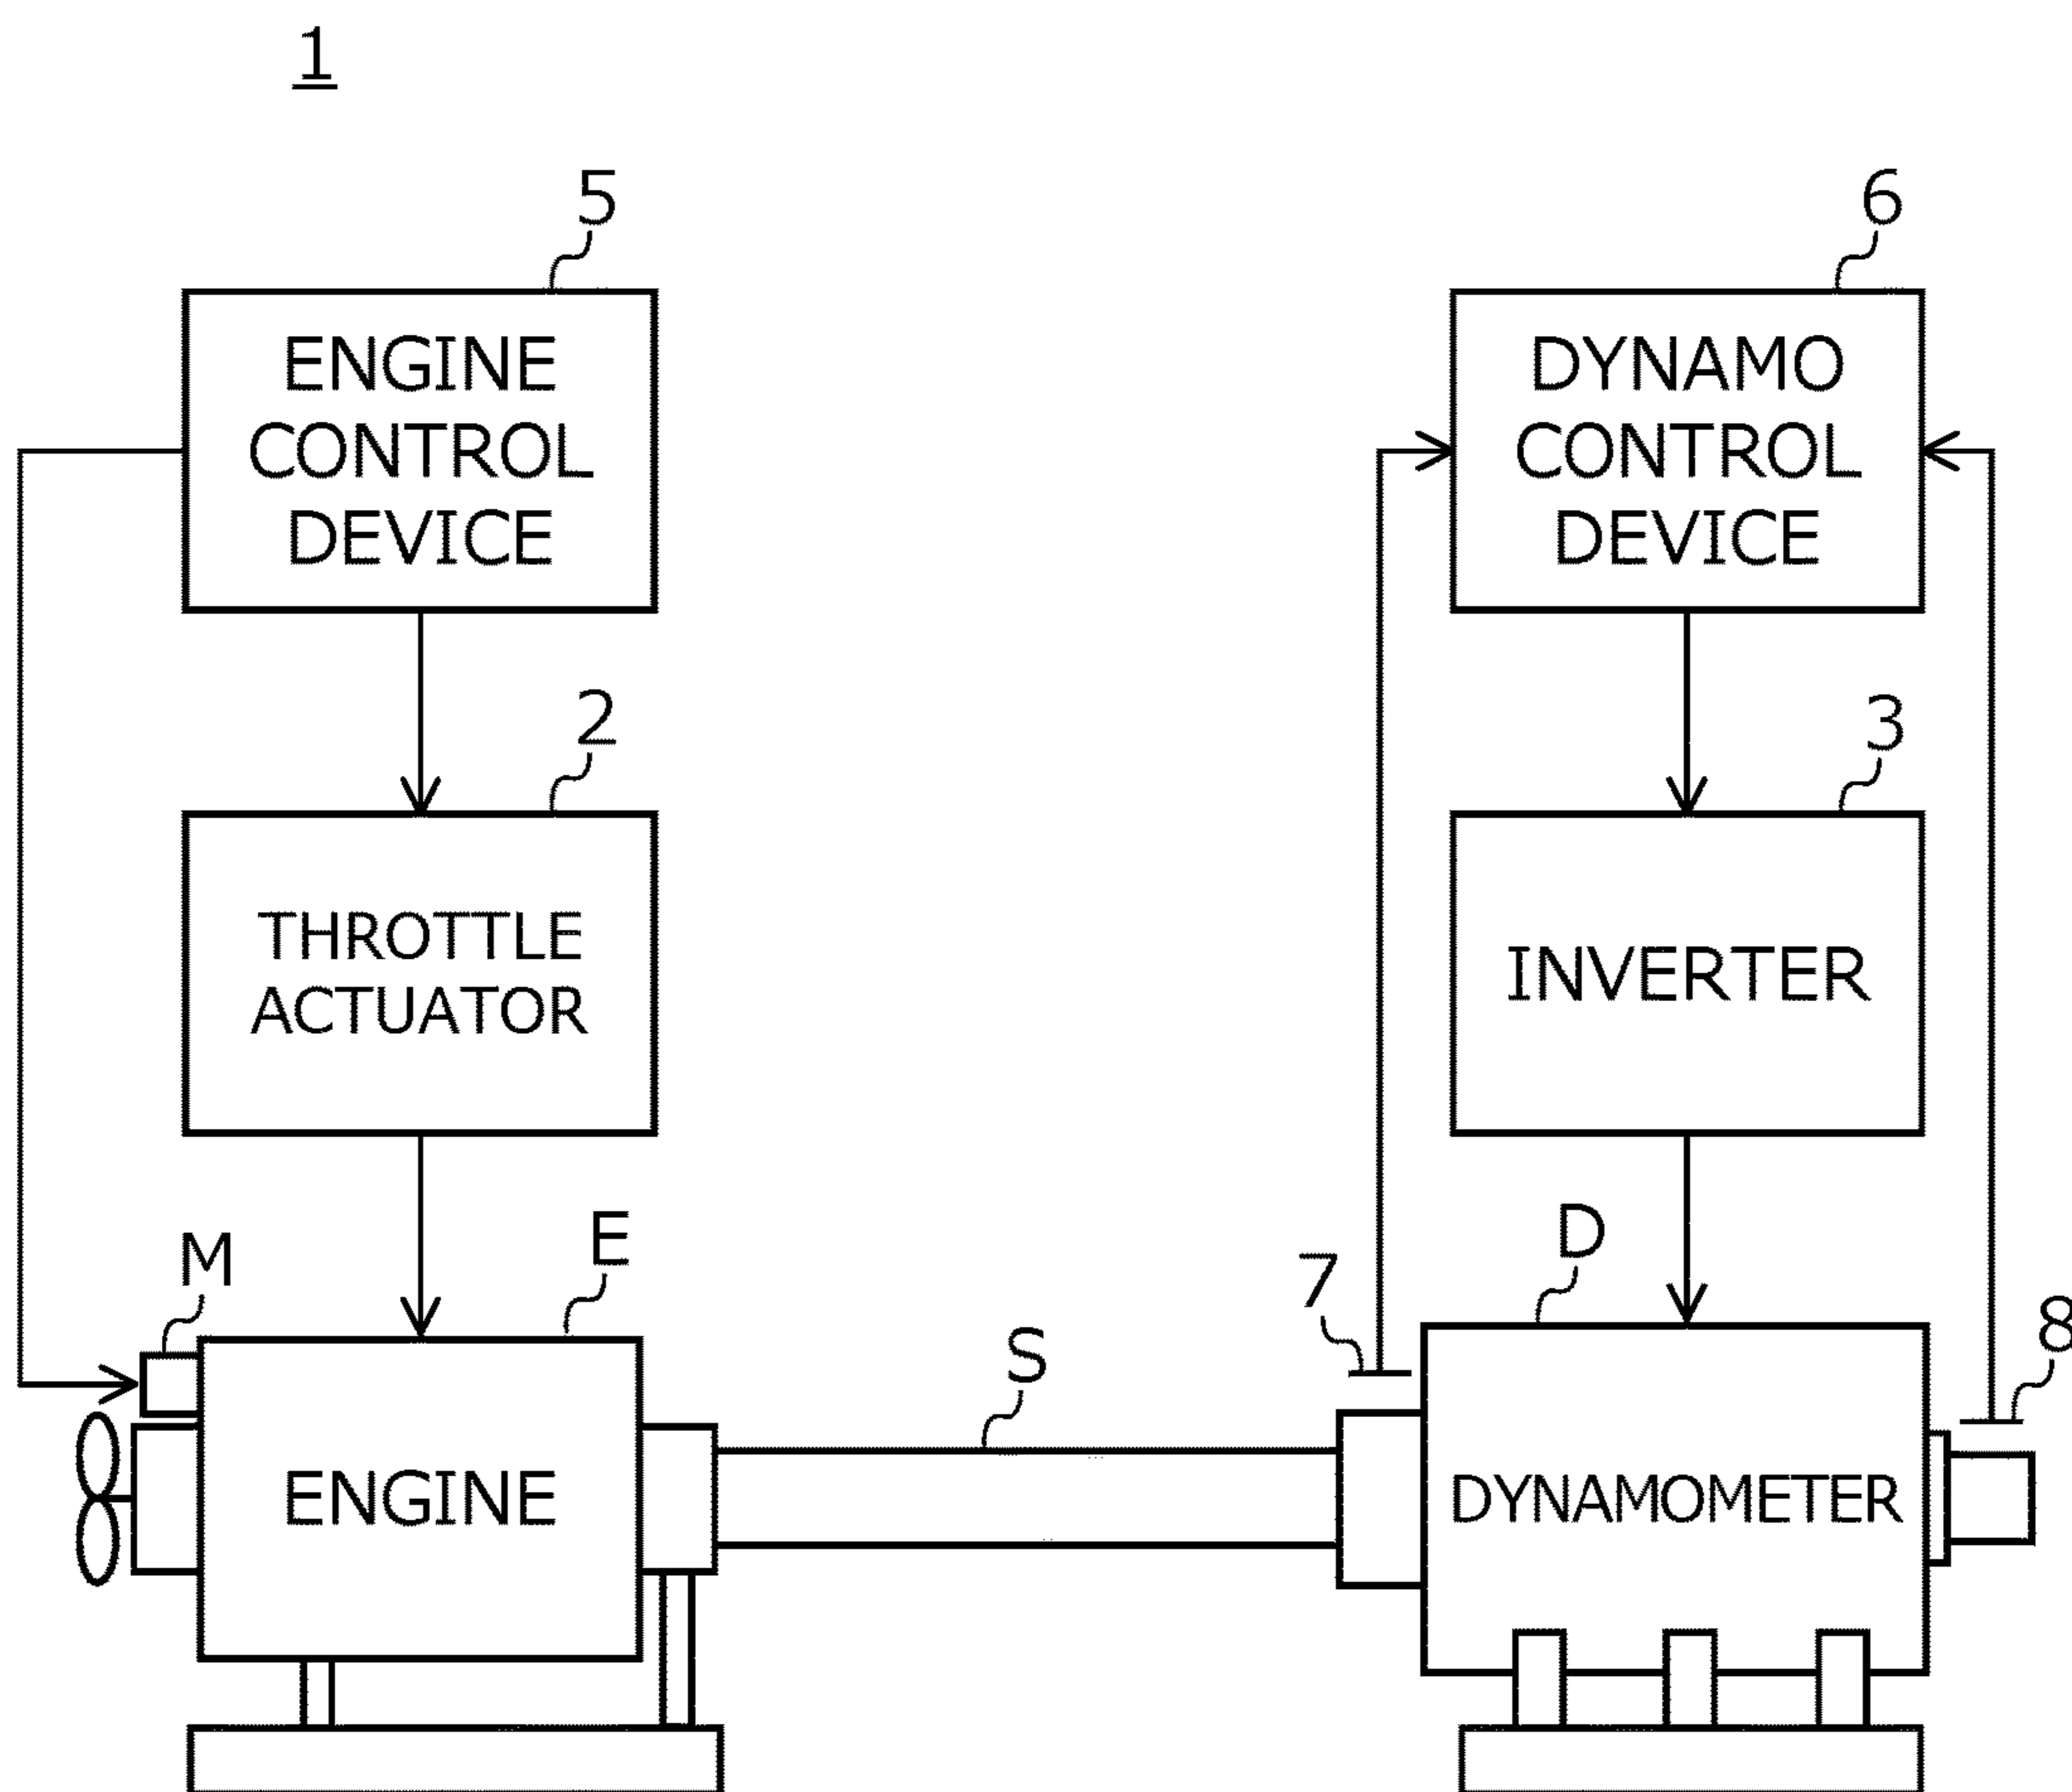 1
5
6
ENGINE
CONTROL
DEVICE
DYNAMO
CONTROL
DEVICE
2
3
THROTTLE
ACTUATOR
INVERTER
M
E
S
7
D
8
ENGINE
DYNAMOMETER